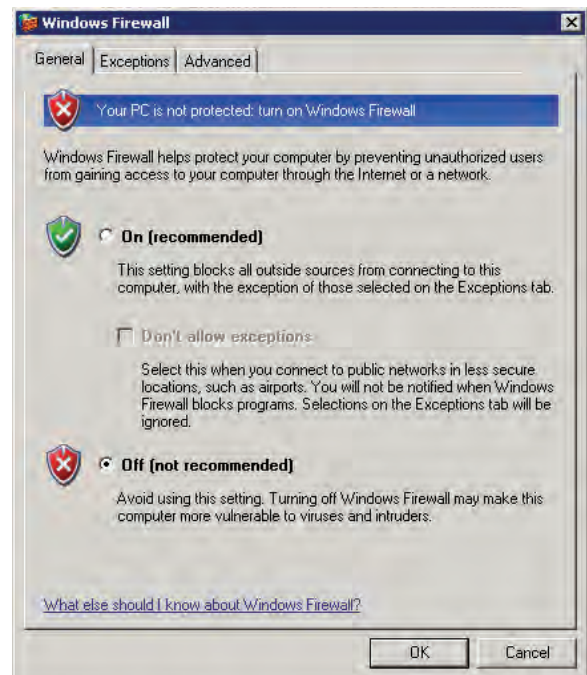 Windows Firewall
General Exceptions Advanced
Your PC is not protected: turn on Windows Firewall
Windows Firewall helps protect your computer by preventing unauthorized users
from gaining access to your computer through the Internet or a network.
On (recommended)
This setting blocks all outside sources from connecting to this
computer, with the exception of those selected on the Exceptions tab.
Don't allow exceptions
Select this when you connect to public networks in less secure
locations, such as airports. You will not be notified when Windows
Firewall blocks programs. Selections on the Exceptions tab will be
ignored.
Off (not recommended)
Avoid using this setting. Turning off Windows Firewall may make this
computer more vulnerable to viruses and intruders.
What else should I know about Windows Firewall?
OK Cancel